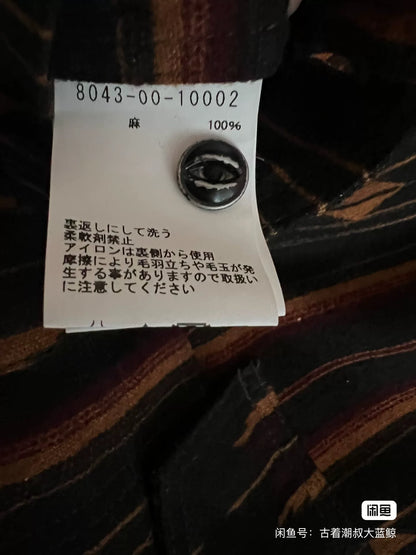 8043-00-10002
麻 100%
裏返しにして洗う
柔軟剤禁止
アイロンは裏側から使用
摩擦により毛羽立ちや毛玉が発
生する事がありますので取扱い
に注意してください
闲鱼
闲鱼号：古着潮叔大蓝鲸